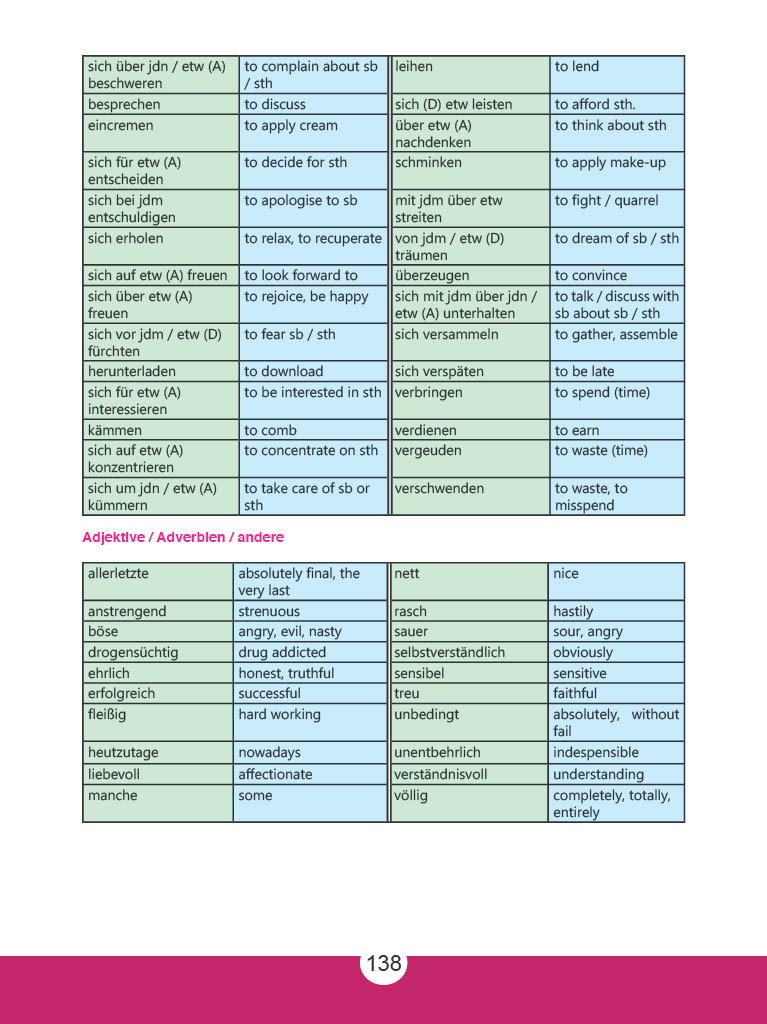 sich über jdn / etw (A) to complain about sb leihen to lend
beschweren / sth
besprechen to discuss sich (D) etw leisten to afford sth.
eincremen to apply cream über etw (A) to think about sth
nachdenken
sich für etw (A) to decide for sth schminken to apply make-up
entscheiden
sich bei jdm to apologise to sb mit jdm über etw to fight / quarrel
entschuldigen streiten
sich erholen to relax, to recuperate von jdm / etw (D) to dream of sb / sth
träumen
sich auf etw (A) freuen to look forward to überzeugen to convince
sich über etw (A) to rejoice, be happy sich mit jdm über jdn / to talk / discuss with
freuen etw (A) unterhalten sb about sb / sth
sich vor jdm / etw (D) to fear sb / sth sich versammeln to gather, assemble
fürchten
herunterladen to download sich verspäten to be late
sich für etw (A) to be interested in sth verbringen to spend (time)
interessieren
kämmen to comb verdienen to earn
sich auf etw (A) to concentrate on sth vergeuden to waste (time)
konzentrieren
sich um jdn / etw (A) to take care of sb or verschwenden to waste, to
kümmern sth misspend
Adjektive / Adverbien / andere
allerletzte absolutely final, the nett nice
very last
anstrengend strenuous rasch hastily
böse angry, evil, nasty sauer sour, angry
drogensüchtig drug addicted selbstverständlich obviously
ehrlich honest, truthful sensibel sensitive
erfolgreich successful treu faithful
fleißig hard working unbedingt absolutely, without
fail
heutzutage nowadays unentbehrlich indespensible
liebevoll affectionate verständnisvoll understanding
manche some völlig completely, totally,
entirely
138